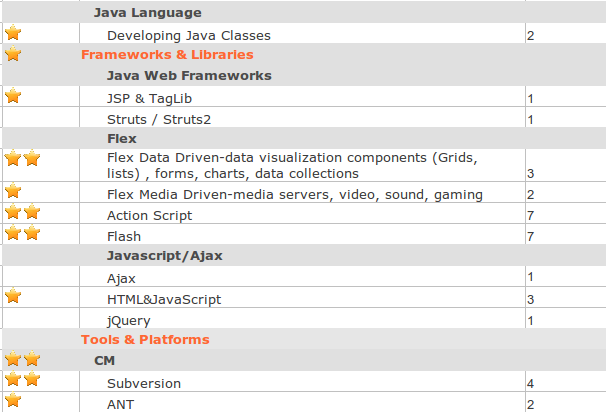 Java Language
Developing Java Classes 2
Frameworks & Libraries
Java Web Frameworks
JSP & TagLib 1
Struts / Struts2 1
Flex
Flex Data Driven-data visualization components (Grids,
lists) , forms, charts, data collections 3
Flex Media Driven-media servers, video, sound, gaming 2
Action Script 7
Flash 7
Javascript/Ajax
Ajax 1
HTML&JavaScript 3
jQuery 1
Tools & Platforms
CM
Subversion 4
ANT 2